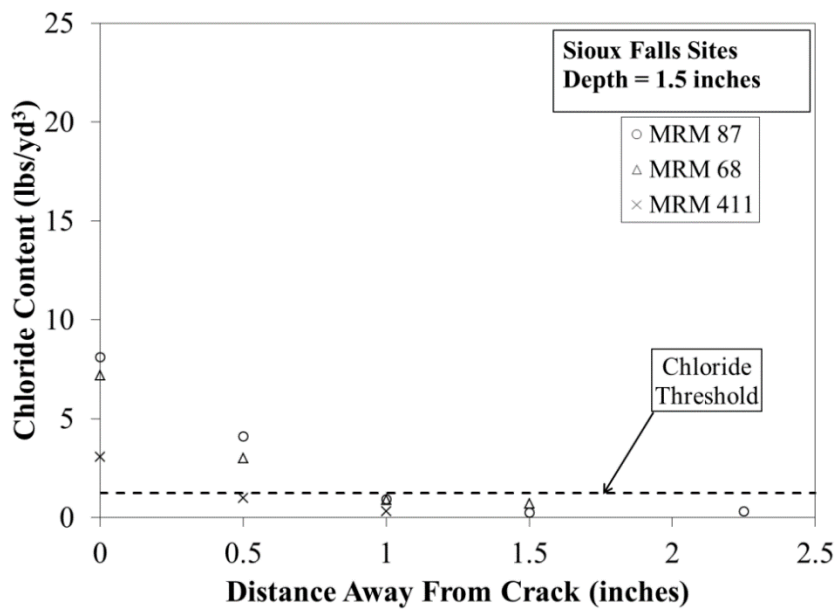 25
20
15
10
5
0
0
0.5
1
1.5
2
2.5
Chloride Content (lbs/yd³)
Distance Away From Crack (inches)
Sioux Falls Sites
Depth = 1.5 inches
MRM 87
MRM 68
MRM 411
Chloride
Threshold